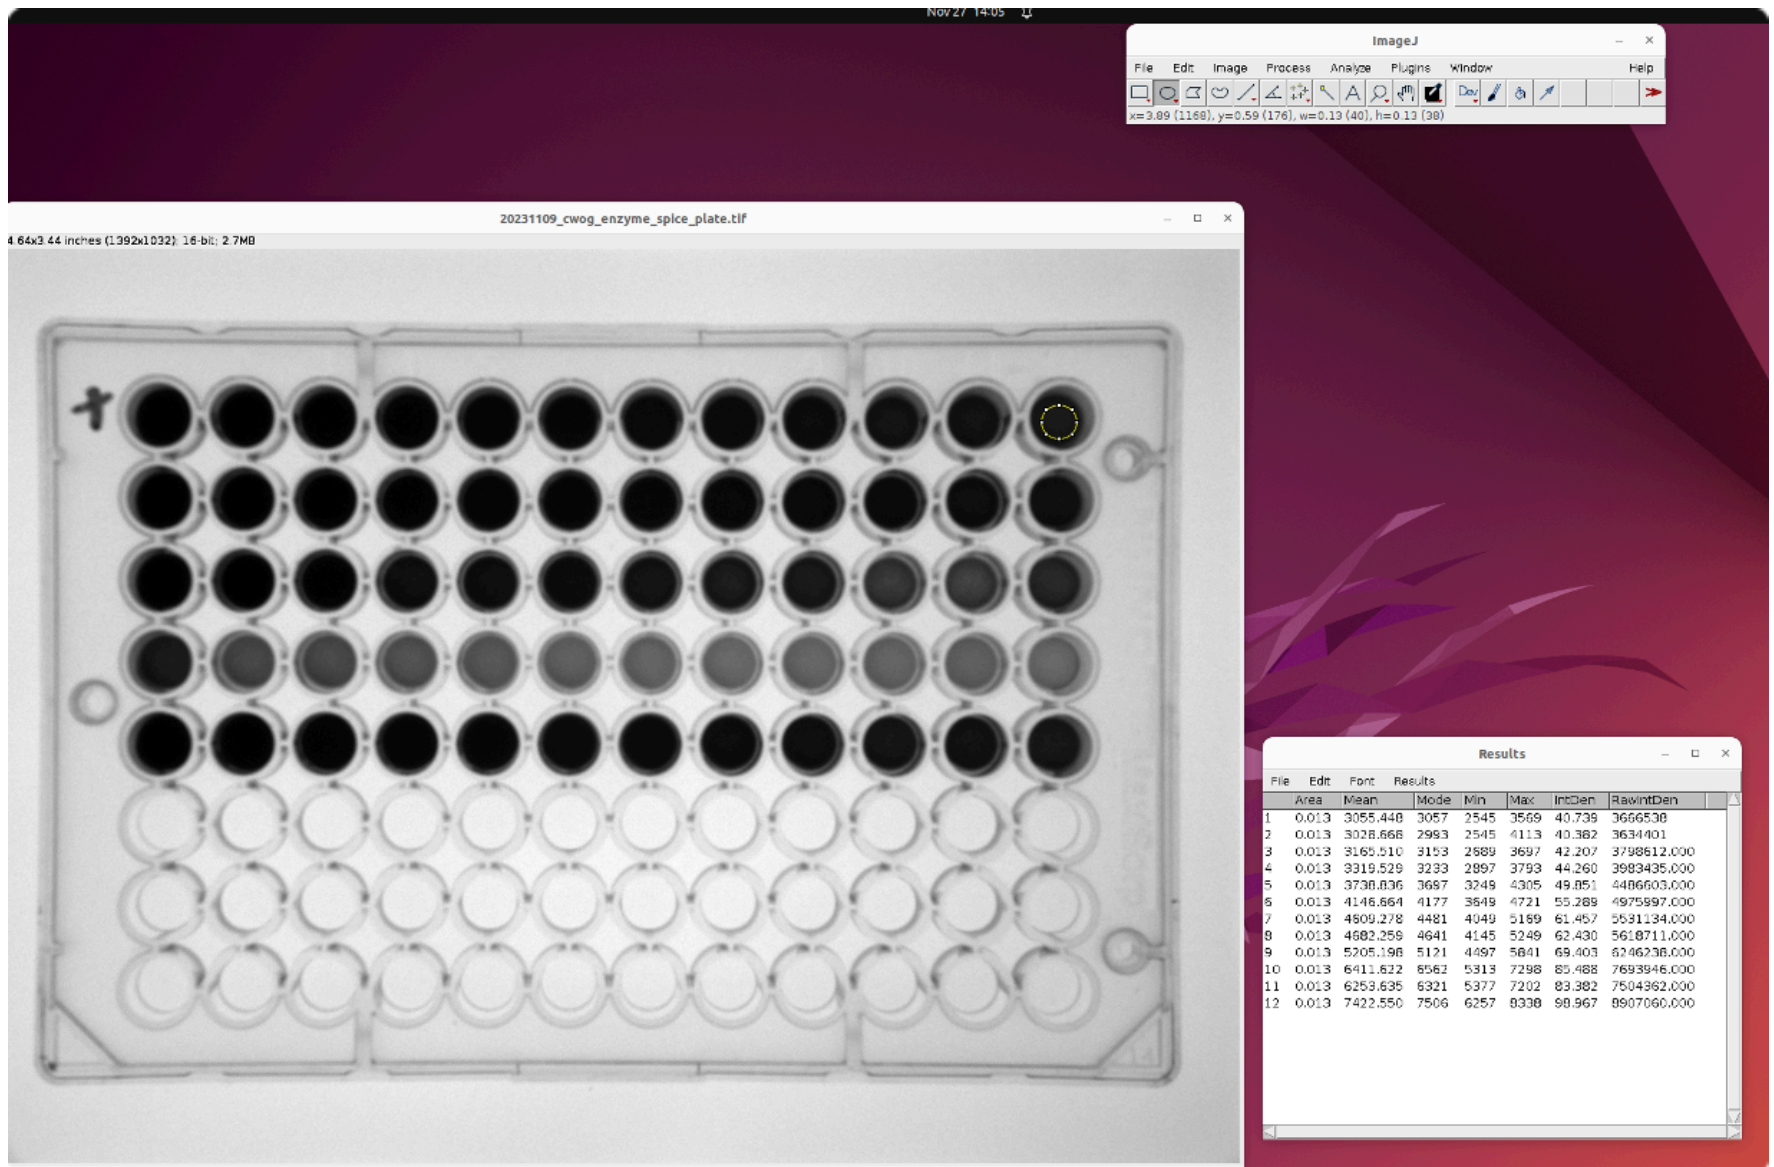 Nov 27 14:05
ImageJ
File Edit Image Process Analyze Plugins Window Help
Dev
x=3.89 (1168), y=0.59 (176), w=0.13 (40), h=0.13 (38)
20231109_cwog_enzyme_spice_plate.tif
4.64x3.44 inches (1392x1032); 16-bit; 2.7MB
+
Results
File Edit Font Results
Area Mean Mode Min Max IntDen RawIntDen
1 0.013 3055.448 3057 2545 3569 40.739 3666538
2 0.013 3028.668 2993 2545 4113 40.382 3634401
3 0.013 3165.510 3153 2689 3697 42.207 3798612.000
4 0.013 3319.529 3233 2897 3793 44.260 3983435.000
5 0.013 3738.836 3697 3249 4305 49.851 4486603.000
6 0.013 4146.664 4177 3649 4721 55.289 4975997.000
7 0.013 4609.278 4481 4049 5169 61.457 5531134.000
8 0.013 4682.259 4641 4145 5249 62.430 5618711.000
9 0.013 5205.198 5121 4497 5841 69.403 6246238.000
10 0.013 6411.622 6562 5313 7298 85.488 7693946.000
11 0.013 6253.635 6321 5377 7202 83.382 7504362.000
12 0.013 7422.550 7506 6257 8338 98.967 8907060.000